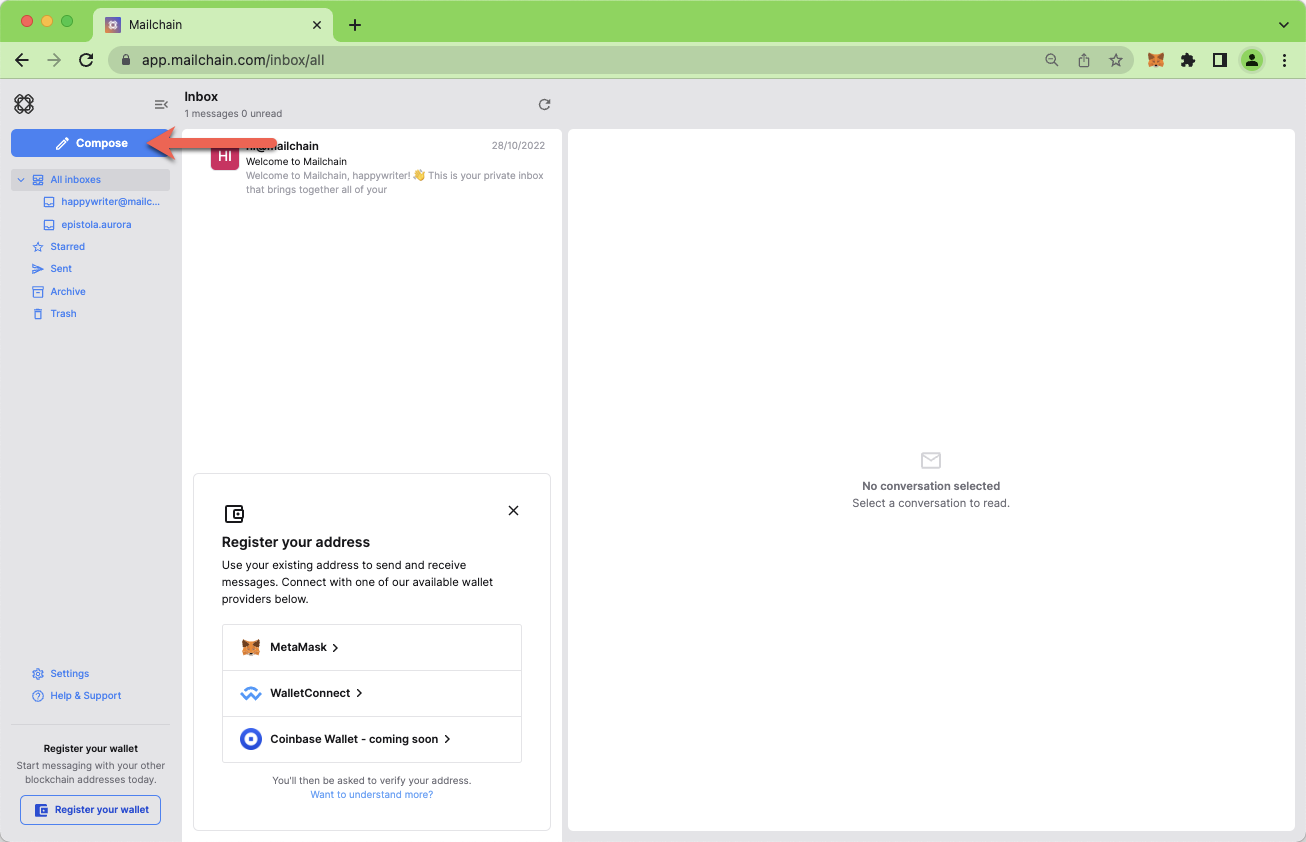 Mailchain
app.mailchain.com/inbox/all
Inbox
1 messages 0 unread
Compose
All inboxes
happywriter@mailc...
epistola.aurora
Starred
Sent
Archive
Trash
Settings
Help & Support
Register your wallet
Start messaging with your other
blockchain addresses today.
Register your wallet
HI
hi@mailchain
28/10/2022
Welcome to Mailchain
Welcome to Mailchain, happywriter! 👋 This is your private inbox
that brings together all of your
Register your address
Use your existing address to send and receive
messages. Connect with one of our available wallet
providers below.
MetaMask
WalletConnect
Coinbase Wallet - coming soon
You'll then be asked to verify your address.
Want to understand more?
No conversation selected
Select a conversation to read.